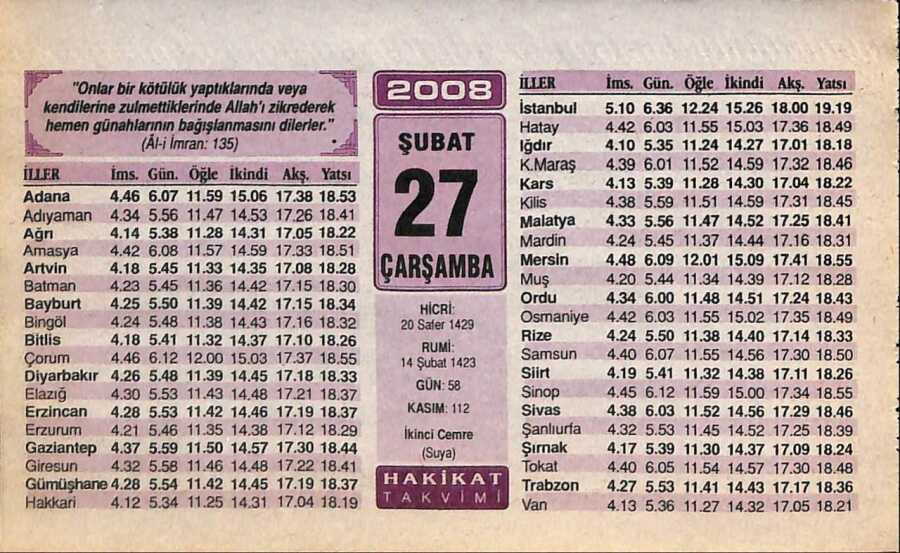 "Onlar bir kötülük yaptıklarında veya
kendilerine zulmettiklerinde Allah'ı zikrederek
hemen günahlarının bağışlanmasını dilerler."
(Âl-i İmran: 135)
İLLER İms. Gün. Öğle İkindi Akş. Yatsı
Adana 4.46 6.07 11.59 15.06 17.38 18.53
Adıyaman 4.34 5.56 11.47 14.53 17.26 18.41
Ağrı 4.14 5.38 11.28 14.31 17.05 18.22
Amasya 4.42 6.08 11.57 14.59 17.33 18.51
Artvin 4.18 5.45 11.33 14.35 17.08 18.28
Batman 4.23 5.45 11.36 14.42 17.15 18.30
Bayburt 4.25 5.50 11.39 14.42 17.15 18.34
Bingöl 4.24 5.48 11.38 14.43 17.16 18.32
Bitlis 4.18 5.41 11.32 14.37 17.10 18.26
Çorum 4.46 6.12 12.00 15.03 17.37 18.55
Diyarbakır 4.26 5.48 11.39 14.45 17.18 18.33
Elazığ 4.30 5.53 11.43 14.48 17.21 18.37
Erzincan 4.28 5.53 11.42 14.46 17.19 18.37
Erzurum 4.21 5.46 11.35 14.38 17.12 18.29
Gaziantep 4.37 5.59 11.50 14.57 17.30 18.44
Giresun 4.32 5.58 11.46 14.48 17.22 18.41
Gümüşhane 4.28 5.54 11.42 14.45 17.19 18.37
Hakkari 4.12 5.34 11.25 14.31 17.04 18.19
2008
ŞUBAT
27
ÇARŞAMBA
HİCRİ:
20 Safer 1429
RUMİ:
14 Şubat 1423
GÜN: 58
KASIM: 112
İkinci Cemre
(Suya)
HAKİKAT
TAKVİMİ
İLLER İms. Gün. Öğle İkindi Akş. Yatsı
İstanbul 5.10 6.36 12.24 15.26 18.00 19.19
Hatay 4.42 6.03 11.55 15.03 17.36 18.49
Iğdır 4.10 5.35 11.24 14.27 17.01 18.18
K.Maraş 4.39 6.01 11.52 14.59 17.32 18.46
Kars 4.13 5.39 11.28 14.30 17.04 18.22
Kilis 4.38 5.59 11.51 14.59 17.31 18.45
Malatya 4.33 5.56 11.47 14.52 17.25 18.41
Mardin 4.24 5.45 11.37 14.44 17.16 18.31
Mersin 4.48 6.09 12.01 15.09 17.41 18.55
Muş 4.20 5.44 11.34 14.39 17.12 18.28
Ordu 4.34 6.00 11.48 14.51 17.24 18.43
Osmaniye 4.42 6.03 11.55 15.02 17.35 18.49
Rize 4.24 5.50 11.38 14.40 17.14 18.33
Samsun 4.40 6.07 11.55 14.56 17.30 18.50
Siirt 4.19 5.41 11.32 14.38 17.11 18.26
Sinop 4.45 6.12 11.59 15.00 17.34 18.55
Sivas 4.38 6.03 11.52 14.56 17.29 18.46
Şanlıurfa 4.32 5.53 11.45 14.52 17.25 18.39
Şırnak 4.17 5.39 11.30 14.37 17.09 18.24
Tokat 4.40 6.05 11.54 14.57 17.30 18.48
Trabzon 4.27 5.53 11.41 14.43 17.17 18.36
Van 4.13 5.36 11.27 14.32 17.05 18.21